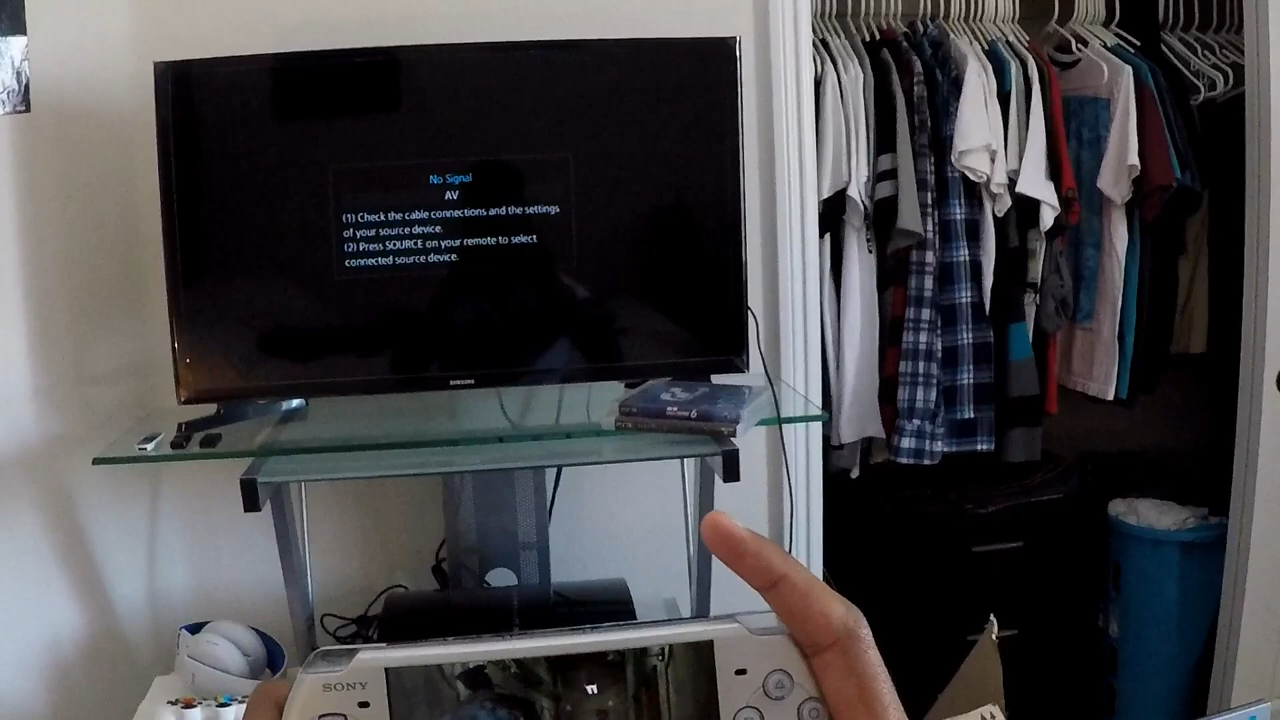 No Signal
AV
(1) Check the cable connections and the settings
of your source device.
(2) Press SOURCE on your remote to select
connected source device.
SAMSUNG
6
SONY